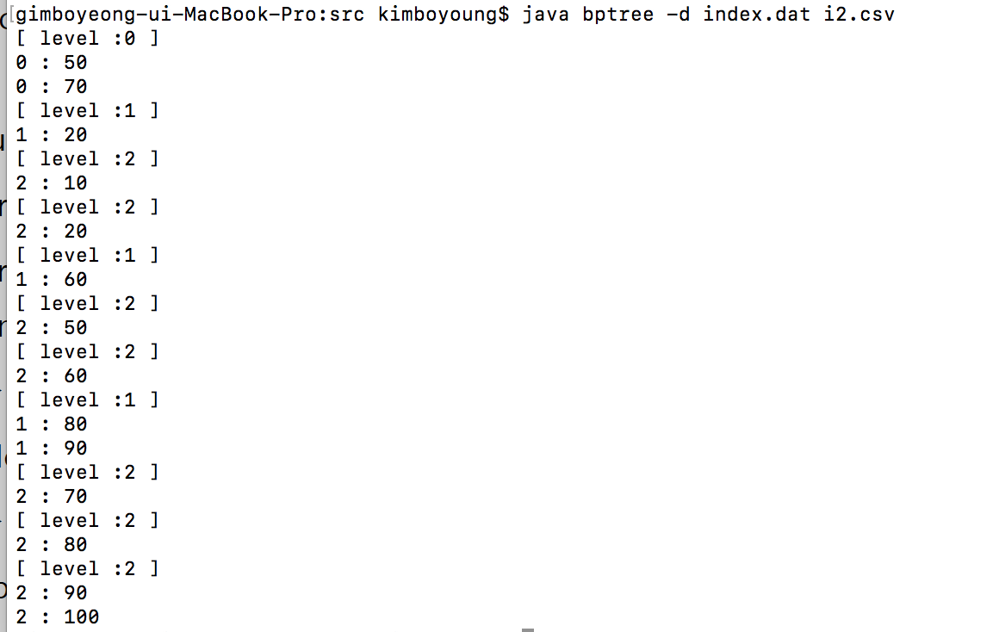 [gimboyeong-ui-MacBook-Pro:src kimboyoung$ java bptree -d index.dat i2.csv
[ level :0 ]
0 : 50
0 : 70
[ level :1 ]
1 : 20
[ level :2 ]
2 : 10
[ level :2 ]
2 : 20
[ level :1 ]
1 : 60
[ level :2 ]
2 : 50
[ level :2 ]
2 : 60
[ level :1 ]
1 : 80
1 : 90
[ level :2 ]
2 : 70
[ level :2 ]
2 : 80
[ level :2 ]
2 : 90
2 : 100